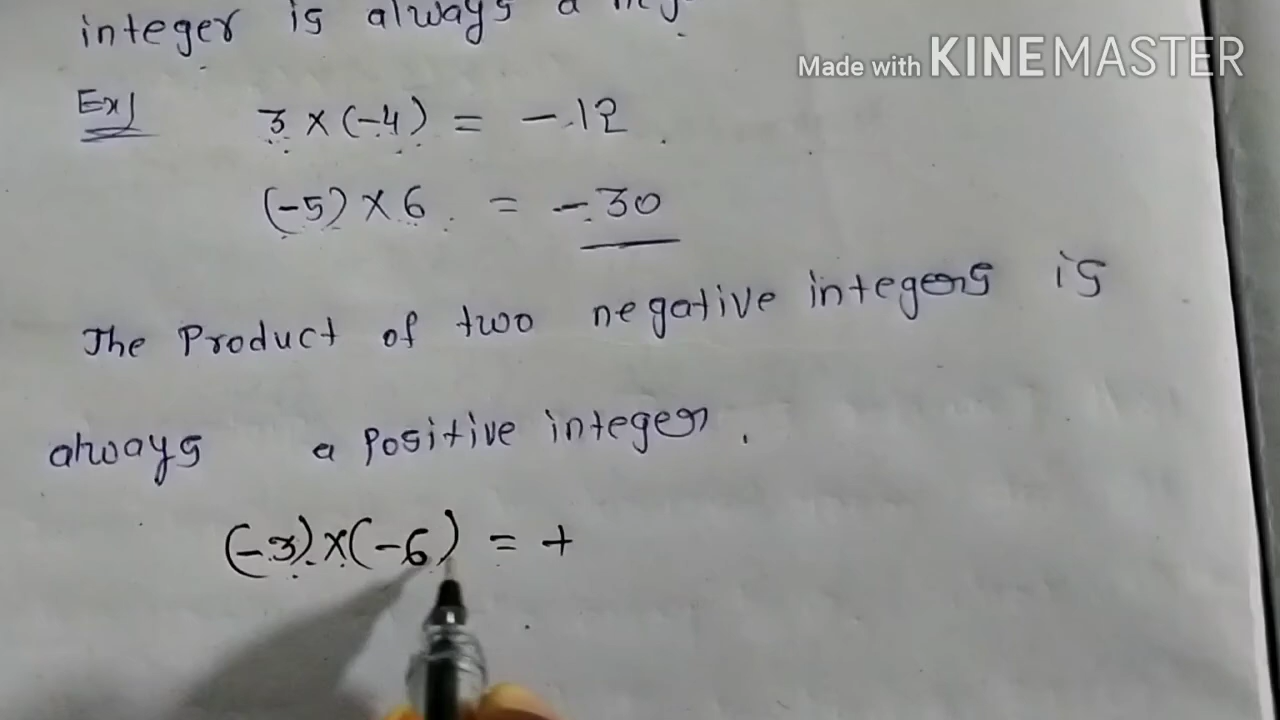 integer is always a
Made with KINEMASTER
Ex)
3 × (-4) = -12
(-5) × 6 = -30
The Product of two negative integers is
always a Positive integer.
(-3) × (-6) = +